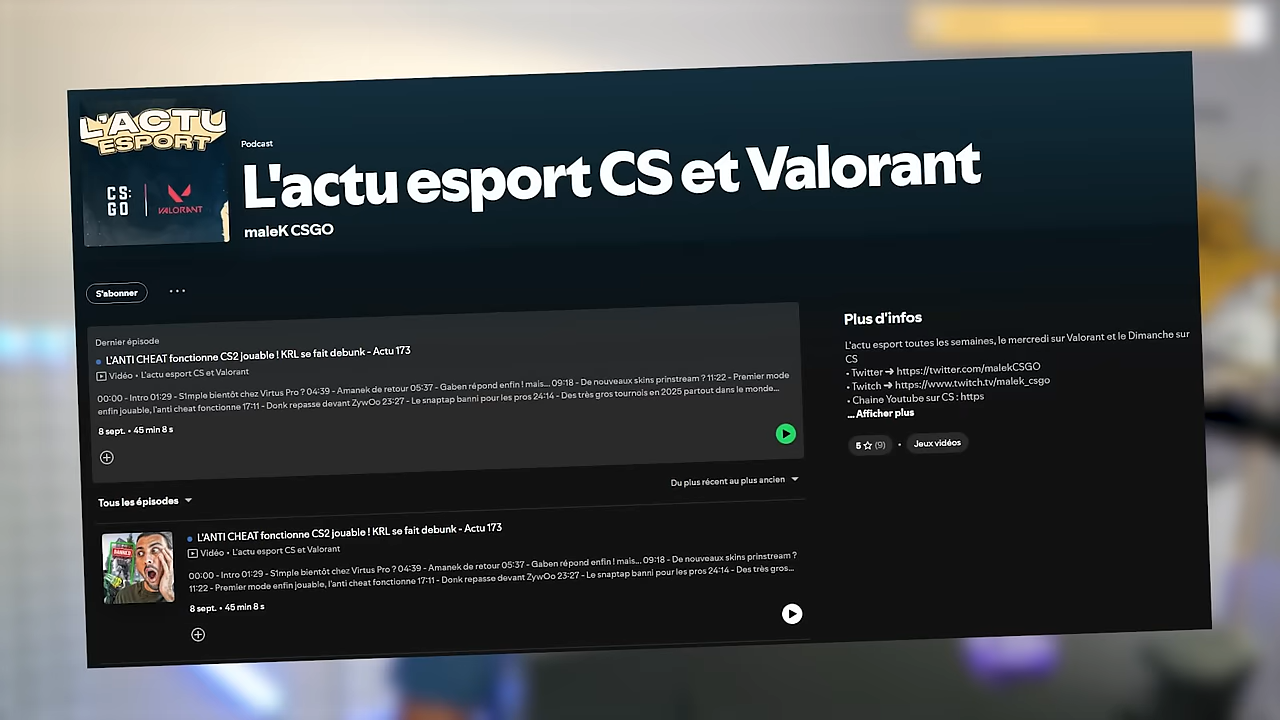 L'ACTU
ESPORT
CS:
GO
VALORANT
Podcast
L'actu esport CS et Valorant
maleK CSGO
S'abonner
Dernier épisode
L'ANTI CHEAT fonctionne CS2 jouable ! KRL se fait debunk - Actu 173
Vidéo • L'actu esport CS et Valorant
00:00 - Intro 01:29 - S1mple bientôt chez Virtus Pro ? 04:39 - Amanek de retour 05:37 - Gaben répond enfin ! mais... 09:18 - De nouveaux skins prinstream ? 11:22 - Premier mode
enfin jouable, l'anti cheat fonctionne 17:11 - Donk repasse devant ZywOo 23:27 - Le snaptap banni pour les pros 24:14 - Des très gros tournois en 2025 partout dans le monde...
8 sept. • 45 min 8 s
Tous les épisodes
Du plus récent au plus ancien
L'ANTI CHEAT fonctionne CS2 jouable ! KRL se fait debunk - Actu 173
Vidéo • L'actu esport CS et Valorant
00:00 - Intro 01:29 - S1mple bientôt chez Virtus Pro ? 04:39 - Amanek de retour 05:37 - Gaben répond enfin ! mais... 09:18 - De nouveaux skins prinstream ?
11:22 - Premier mode enfin jouable, l'anti cheat fonctionne 17:11 - Donk repasse devant ZywOo 23:27 - Le snaptap banni pour les pros 24:14 - Des très gros...
8 sept. • 45 min 8 s
Plus d'infos
L'actu esport toutes les semaines, le mercredi sur Valorant et le Dimanche sur
CS
• Twitter ➔ https://twitter.com/malekCSGO
• Twitch ➔ https://www.twitch.tv/malek_csgo
• Chaine Youtube sur CS : https
... Afficher plus
5 ☆ (9) • Jeux vidéos